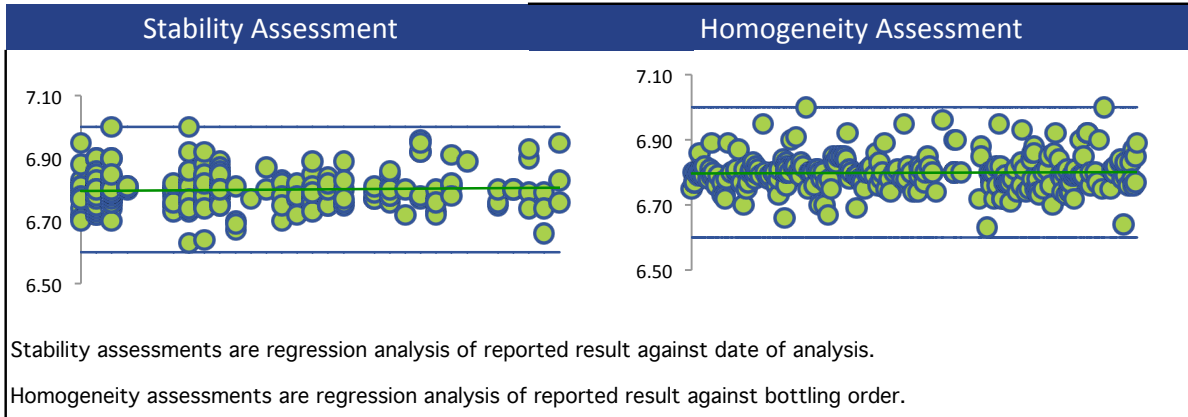 Stability Assessment
Homogeneity Assessment
7.10
6.90
6.70
6.50
7.10
6.90
6.70
6.50
Stability assessments are regression analysis of reported result against date of analysis.
Homogeneity assessments are regression analysis of reported result against bottling order.